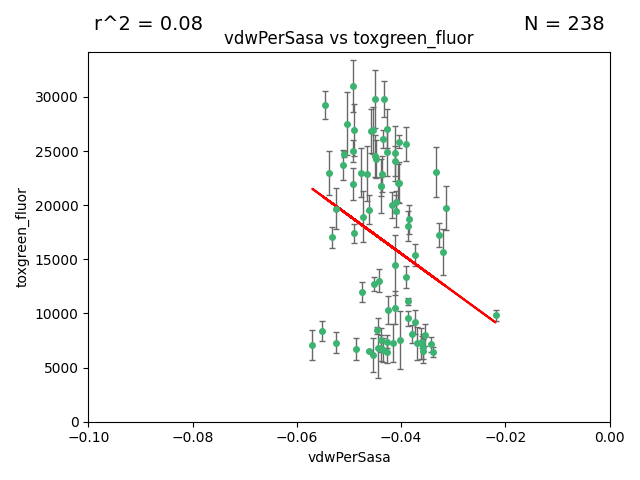 r^2 = 0.08
N = 238
vdwPerSasa vs toxgreen_fluor
toxgreen_fluor
30000
25000
20000
15000
10000
5000
0
−0.10
−0.08
−0.06
−0.04
−0.02
0.00
vdwPerSasa